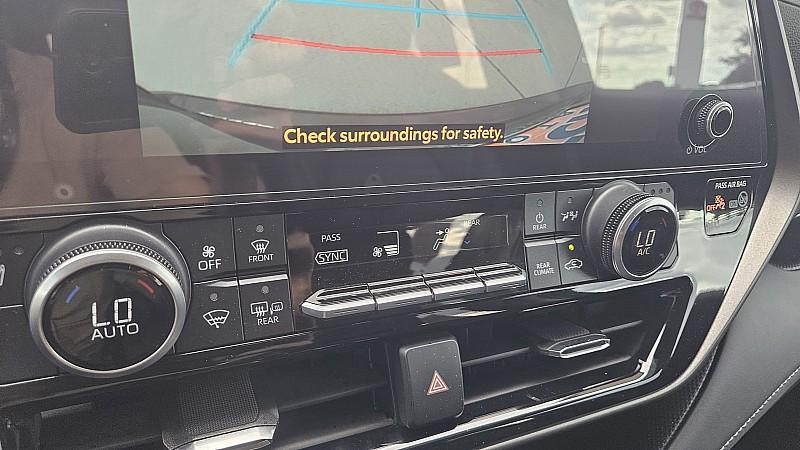 Check surroundings for safety.
VOL
PASS AIR BAG
OFF
PASS
SYNC
REAR
REAR
OFF
FRONT
LO
AUTO
REAR
REAR
CLIMATE
LO
A/C